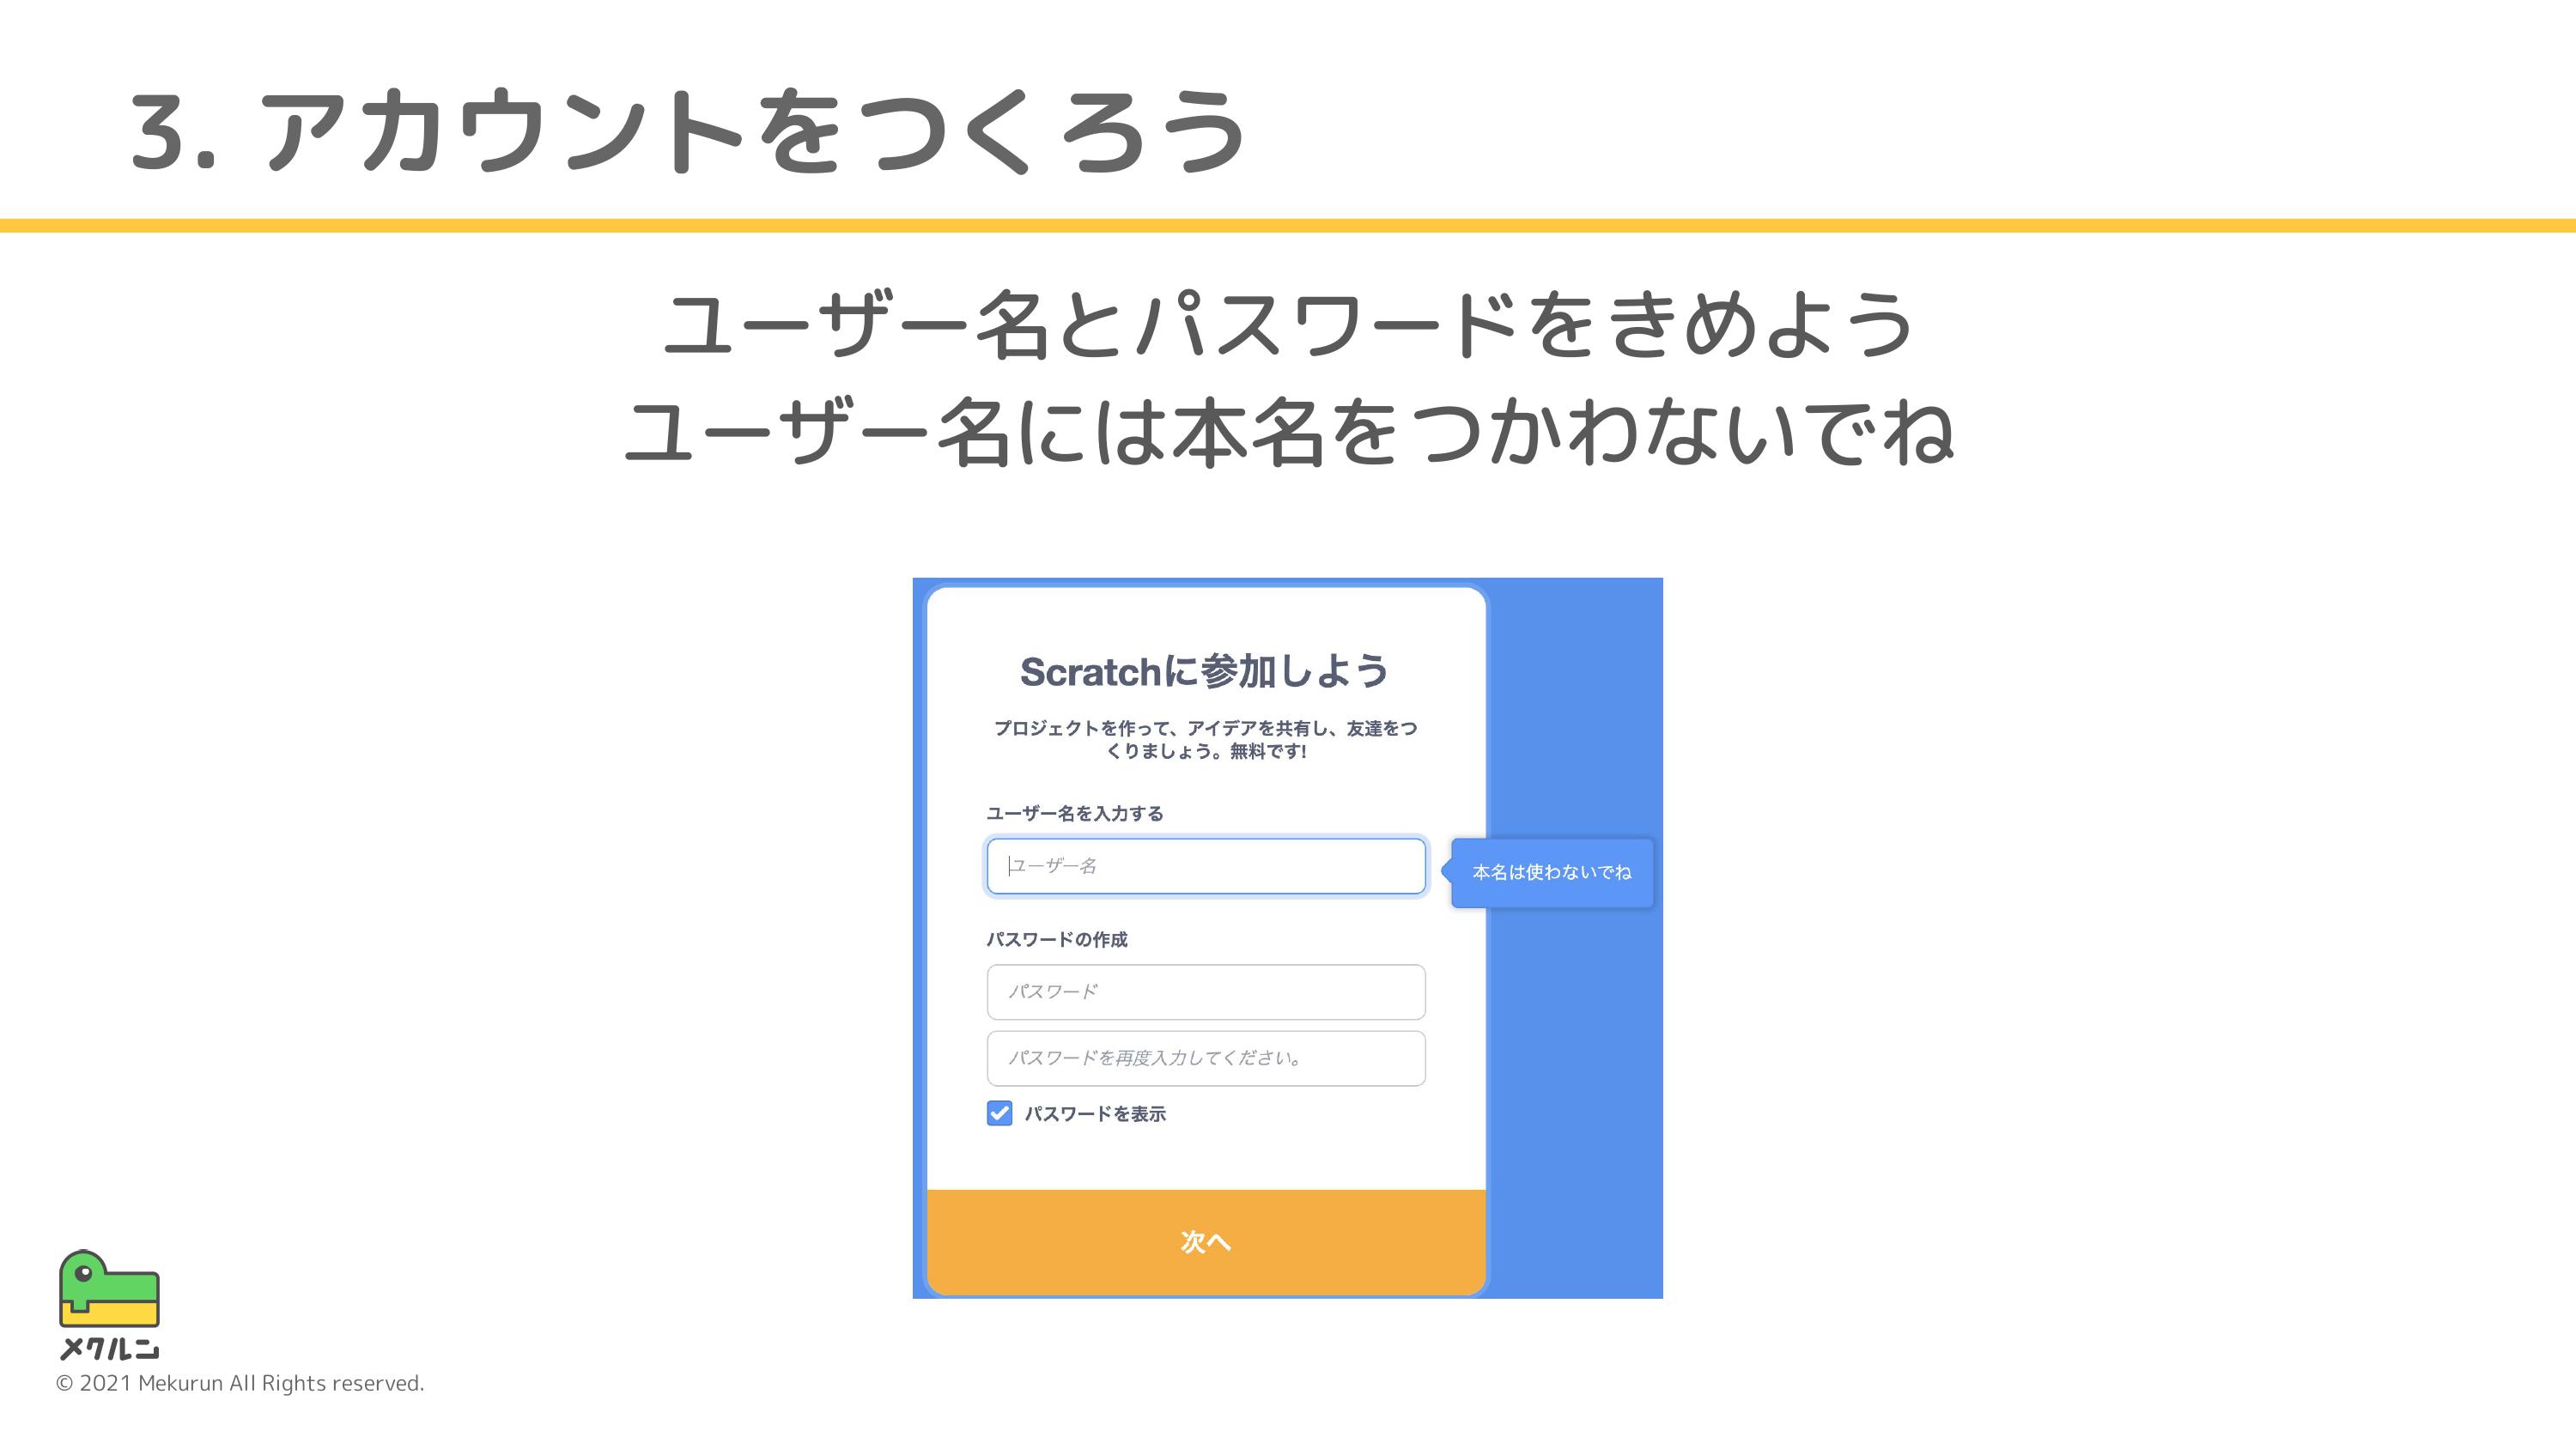 3. アカウントをつくろう
ユーザー名とパスワードをきめよう
ユーザー名には本名をつかわないでね
Scratchに参加しよう
プロジェクトを作って、アイデアを共有し、友達をつ
くりましょう。無料です!
ユーザー名を入力する
ユーザー名
本名は使わないでね
パスワードの作成
パスワード
パスワードを再度入力してください。
パスワードを表示
次へ
メクルン
© 2021 Mekurun All Rights reserved.